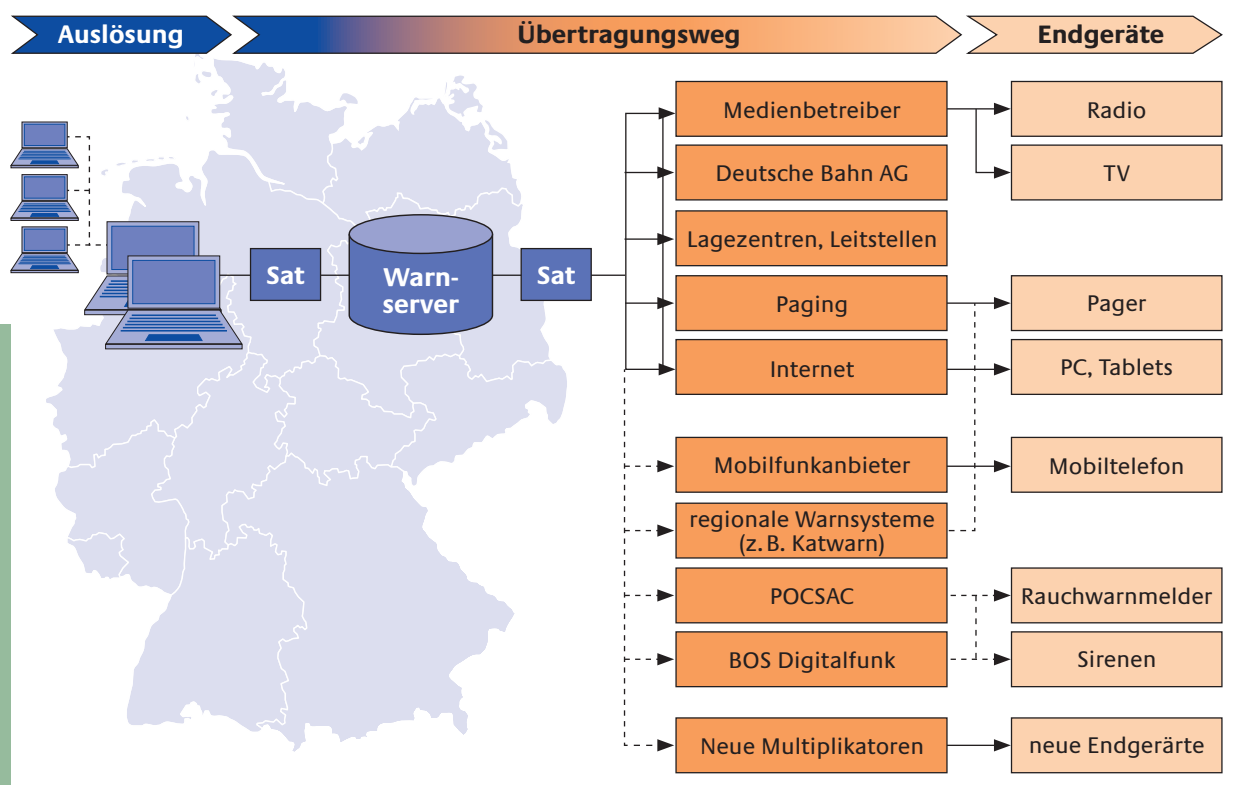 Auslösung
Übertragungsweg
Endgeräte
Sat
Warn-
server
Sat
Medienbetreiber
Radio
Deutsche Bahn AG
TV
Lagezentren, Leitstellen
Paging
Pager
Internet
PC, Tablets
Mobilfunkanbieter
Mobiltelefon
regionale Warnsysteme
(z. B. Katwarn)
POCSAC
Rauchwarnmelder
BOS Digitalfunk
Sirenen
Neue Multiplikatoren
neue Endgerärte